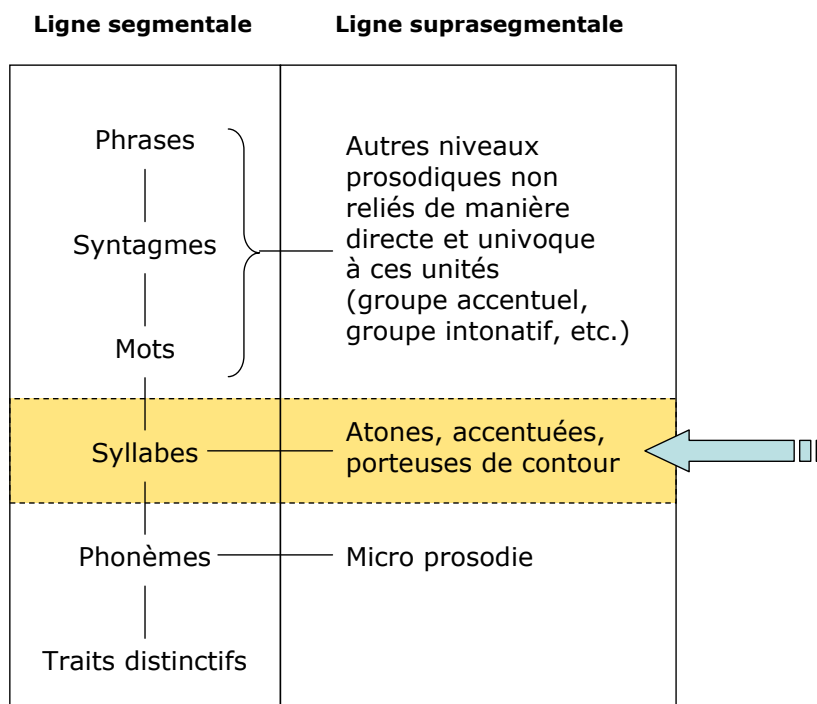 Ligne segmentale
Ligne suprasegmentale
Phrases
Syntagmes
Mots
Autres niveaux
prosodiques non
reliés de manière
directe et univoque
à ces unités
(groupe accentuel,
groupe intonatif, etc.)
Syllabes
Atones, accentuées,
porteuses de contour
Phonèmes
Micro prosodie
Traits distinctifs